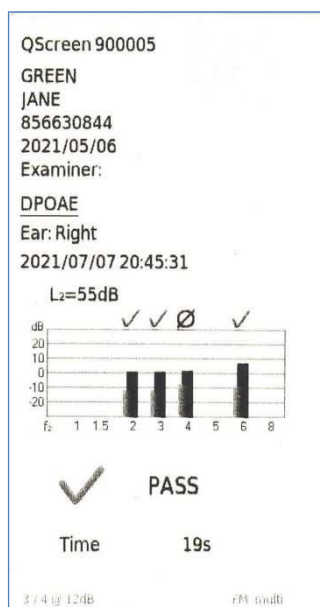 QScreen 900005
GREEN
JANE
856630844
2021/05/06
Examiner:
DPOAE
Ear: Right
2021/07/07 20:45:31
L₂=55dB
dB
20
10
0
-10
-20
f₂ 1 1.5 2 3 4 5 6 8
PASS
Time 19s
3 / 4 @ 12dB FM: multi